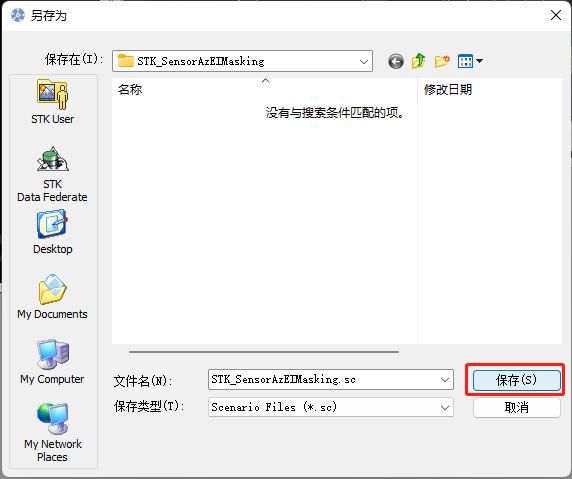 另存为
保存在(I):
STK_SensorAzElMasking
名称
修改日期
没有与搜索条件匹配的项。
STK User
STK
Data Federate
Desktop
My Documents
My Computer
My Network
Places
文件名(N):
STK_SensorAzElMasking.sc
保存(S)
保存类型(T):
Scenario Files (*.sc)
取消